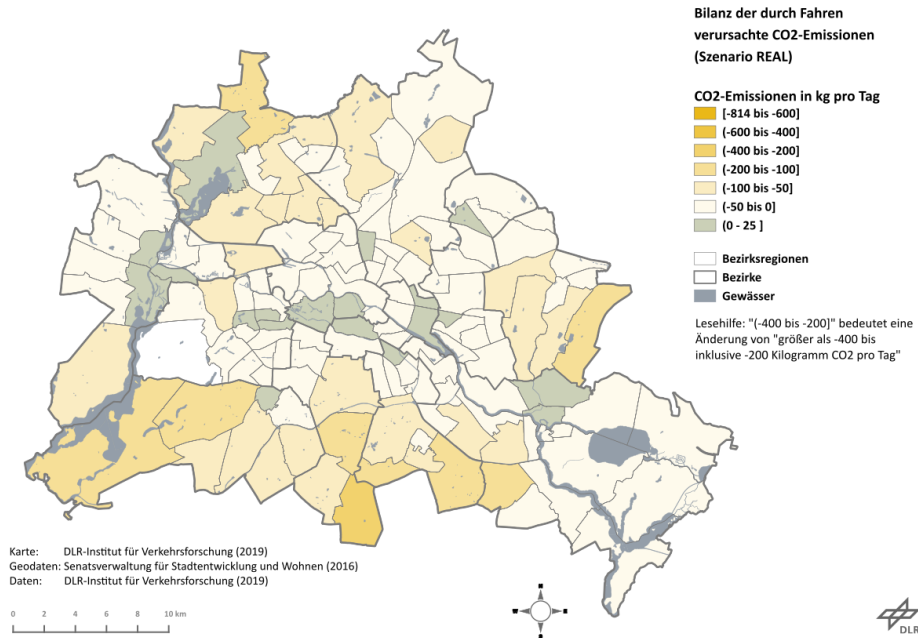 Bilanz der durch Fahren
verursachte CO2-Emissionen
(Szenario REAL)
CO2-Emissionen in kg pro Tag
[-814 bis -600]
(-600 bis -400]
(-400 bis -200]
(-200 bis -100]
(-100 bis -50]
(-50 bis 0]
(0 - 25 ]
Bezirksregionen
Bezirke
Gewässer
Lesehilfe: "(-400 bis -200]" bedeutet eine
Änderung von "größer als -400 bis
inklusive -200 Kilogramm CO2 pro Tag"
Karte: DLR-Institut für Verkehrsforschung (2019)
Geodaten: Senatsverwaltung für Stadtentwicklung und Wohnen (2016)
Daten: DLR-Institut für Verkehrsforschung (2019)
0 2 4 6 8 10 km
DLR